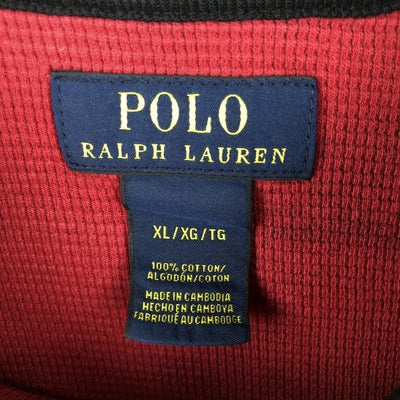 POLO
RALPH LAUREN
XL/XG/TG
100% COTTON/
ALGODÓN/COTON
MADE IN CAMBODIA
HECHO EN CAMBOYA
FABRIQUÉ AU CAMBODGE